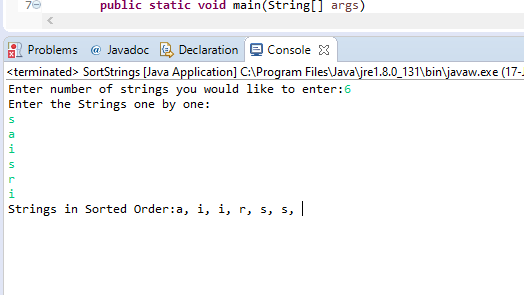 7 public static void main(String[] args)
Problems @ Javadoc Declaration Console
<terminated> SortStrings [Java Application] C:\Program Files\Java\jre1.8.0_131\bin\javaw.exe (17-
Enter number of strings you would like to enter:6
Enter the Strings one by one:
s
a
i
s
r
i
Strings in Sorted Order:a, i, i, r, s, s,